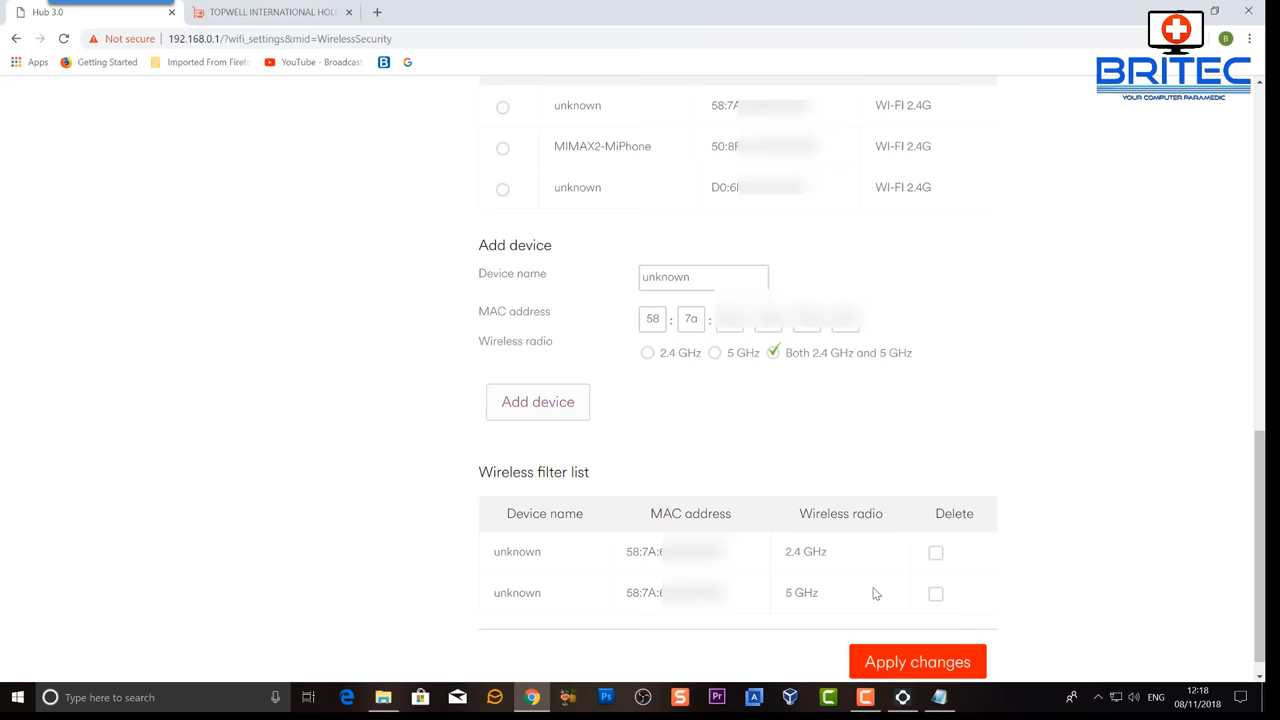 Hub 3.0
TOPWELL INTERNATIONAL HOL
Not secure
192.168.0.1/?wifi_settings&mid=WirelessSecurity
B
Apps
Getting Started
Imported From Firef
YouTube - Broadcast
B
G
BRITEC
YOUR COMPUTER PARAMEDIC
unknown 58:7A WI-FI 2.4G
MIMAX2-MiPhone 50:8F WI-FI 2.4G
unknown D0:6 WI-FI 2.4G
Add device
Device name unknown
MAC address 58 : 7a :
Wireless radio 2.4 GHz 5 GHz Both 2.4 GHz and 5 GHz
Add device
Wireless filter list
Device name MAC address Wireless radio Delete
unknown 58:7A:6 2.4 GHz
unknown 58:7A:6 5 GHz
Apply changes
Type here to search
Ps
S
Pr
A
C
C
ENG
12:18
08/11/2018